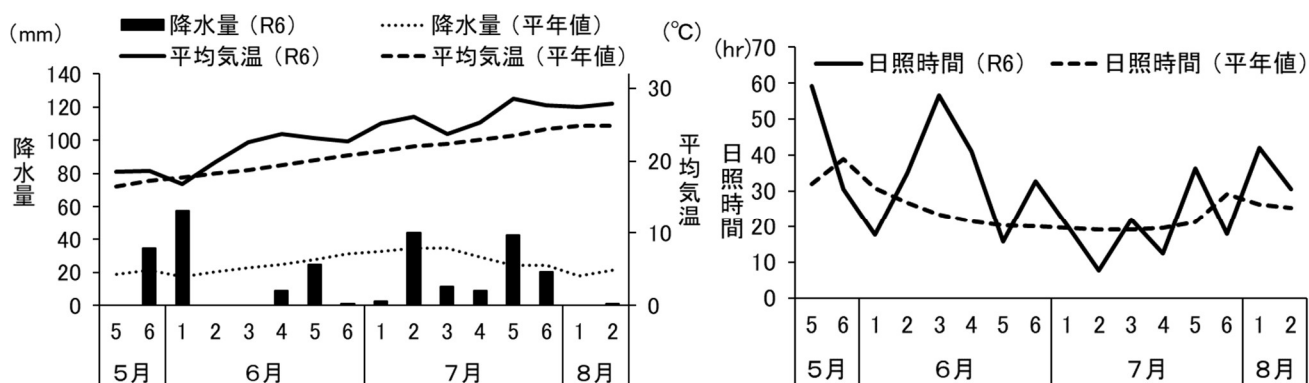 (mm)
降水量(R6)
降水量(平年値)
平均気温(R6)
平均気温(平年値)
(℃)
140
120
100
80
60
40
20
0
降水量
30
20
10
0
平均気温
5 6 1 2 3 4 5 6 1 2 3 4 5 6 1 2
5月 6月 7月 8月
(hr)
日照時間(R6)
日照時間(平年値)
70
60
50
40
30
20
10
0
日照時間
5 6 1 2 3 4 5 6 1 2 3 4 5 6 1 2
5月 6月 7月 8月